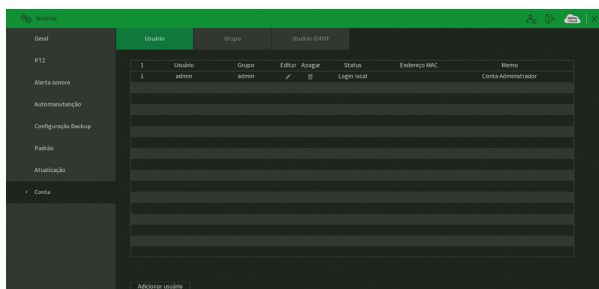 Sistema
Geral
PTZ
Alerta sonoro
Automanutenção
Configuração Backup
Padrão
Atualização
Conta
Usuário Grupo Usuário ONVIF
1 Usuário Grupo Editar Apagar Status Endereço MAC Memo
1 admin admin Login local Conta Administrador
Adicionar usuário